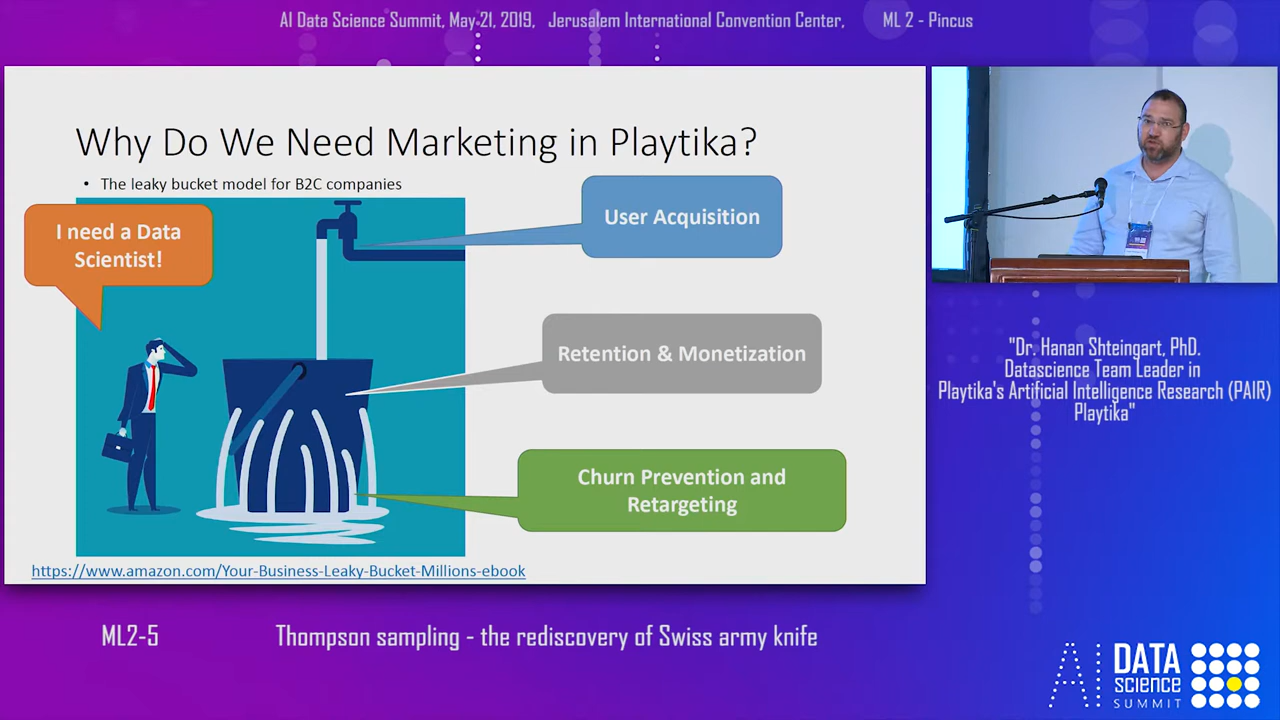 AI Data Science Summit, May 21, 2019, Jerusalem International Convention Center, ML 2 - Pincus
Why Do We Need Marketing in Playtika?
• The leaky bucket model for B2C companies
I need a Data
Scientist!
User Acquisition
Retention & Monetization
Churn Prevention and
Retargeting
https://www.amazon.com/Your-Business-Leaky-Bucket-Millions-ebook
"Dr. Hanan Shteingart, PhD.
Datascience Team Leader in
Playtika's Artificial Intelligence Research (PAIR)
Playtika"
ML2-5 Thompson sampling - the rediscovery of Swiss army knife
AI DATA
SCIENCE
SUMMIT